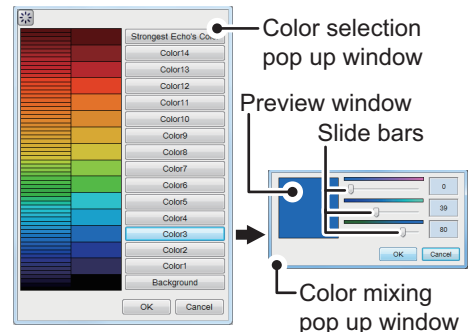 Strongest Echo's Color
Color14
Color13
Color12
Color11
Color10
Color9
Color8
Color7
Color6
Color5
Color4
Color3
Color2
Color1
Background
OK
Cancel
Color selection
pop up window
Preview window
Slide bars
0
39
80
OK
Cancel
Color mixing
pop up window